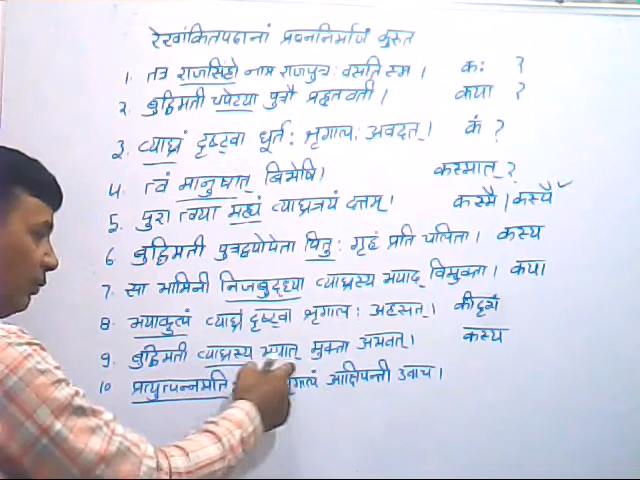 रेखांकितपदानां प्रश्ननिर्माणं कुरुत
1. तत्र राजसिंहो नाम राजपुत्रः वसति स्म । कः ?
2. बुद्धिमती चपेटया पुत्रौ प्रहृतवती । कया ?
3. व्याघ्रं दृष्ट्वा धूर्तः श्रृगालः अवदत् । कं ?
4. त्वं मानुषात् बिभेषि । कस्मात् ?
5. पुरा त्वया मह्यं व्याघ्रत्रयं दत्तम् । कस्मै / कस्यै ✓
6 बुद्धिमती पुत्रद्वयोपेता पितुः गृहं प्रति चलिता । कस्य
7. सा भामिनी निजबुद्ध्या व्याघ्रस्य भयाद् विमुक्ता । कया
8. भयाकुलं व्याघ्रं दृष्ट्वा श्रृगालः अहसत् । कीदृशं
9. बुद्धिमती व्याघ्रस्य भयात् मुक्ता अभवत् । कस्य
10 प्रत्युत्पन्नमतिः आक्षिपन्ती उवाच ।